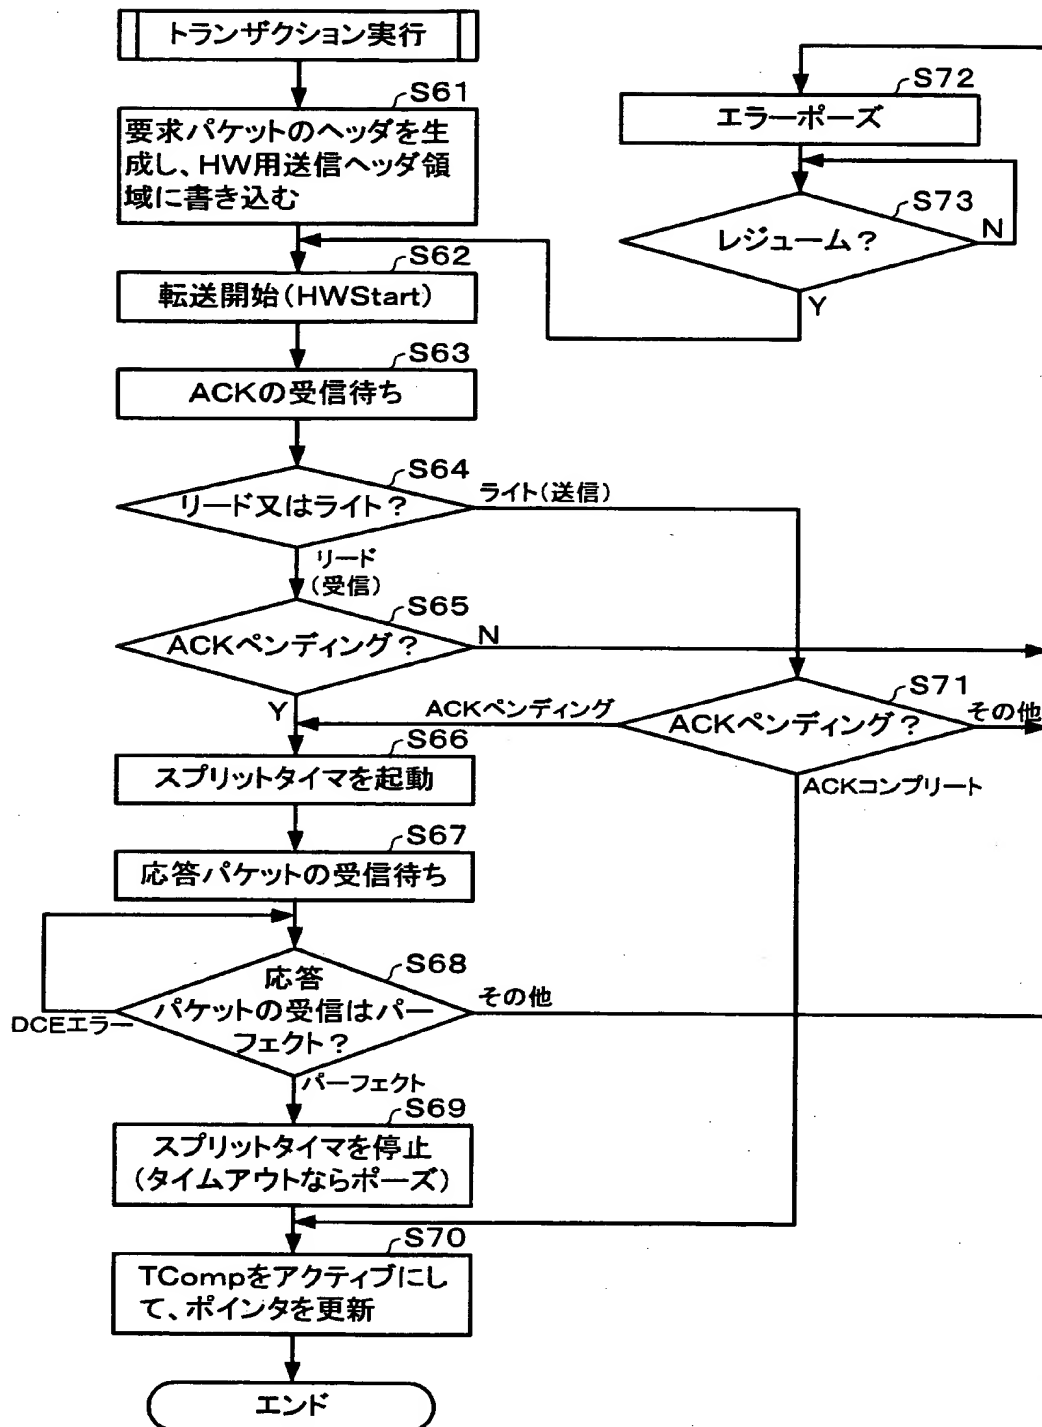 トランザクション実行
S61
要求パケットのヘッダを生
成し、HW用送信ヘッダ領
域に書き込む
S62
転送開始(HWStart)
S63
ACKの受信待ち
S64
リード又はライト?
ライト(送信)
リード
(受信)
S65
ACKペンディング?
N
Y
S66
スプリットタイマを起動
S67
応答パケットの受信待ち
S68
応答
パケットの受信はパー
フェクト?
その他
DCEエラー
パーフェクト
S69
スプリットタイマを停止
(タイムアウトならポーズ)
S70
TCompをアクティブにし
て、ポインタを更新
エンド
S71
ACKペンディング?
ACKペンディング
その他
ACKコンプリート
S72
エラーポーズ
S73
レジューム?
N
Y